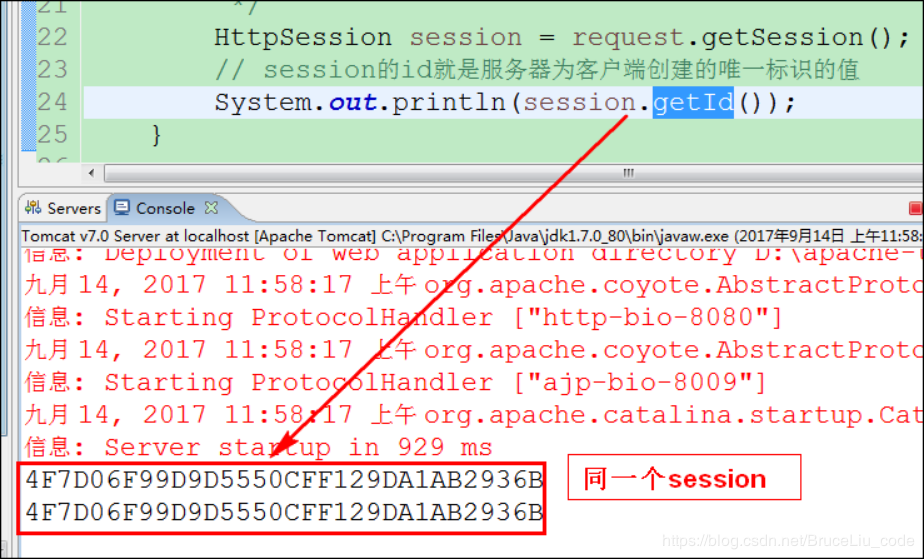 21
*/
22 HttpSession session = request.getSession();
23 // session的id就是服务器为客户端创建的唯一标识的值
24 System.out.println(session.getId());
25 }
Servers Console
Tomcat v7.0 Server at localhost [Apache Tomcat] C:\Program Files\Java\jdk1.7.0_80\bin\javaw.exe (2017年9月14日 上午11:58:
信息: Deployment of web application directory D:\apache-t
九月 14, 2017 11:58:17 上午 org.apache.coyote.AbstractProto
信息: Starting ProtocolHandler ["http-bio-8080"]
九月 14, 2017 11:58:17 上午 org.apache.coyote.AbstractProto
信息: Starting ProtocolHandler ["ajp-bio-8009"]
九月 14, 2017 11:58:17 上午 org.apache.catalina.startup.Cat
信息: Server startup in 929 ms
4F7D06F99D9D5550CFF129DA1AB2936B
4F7D06F99D9D5550CFF129DA1AB2936B
同一个session
https://blog.csdn.net/BruceLiu_code